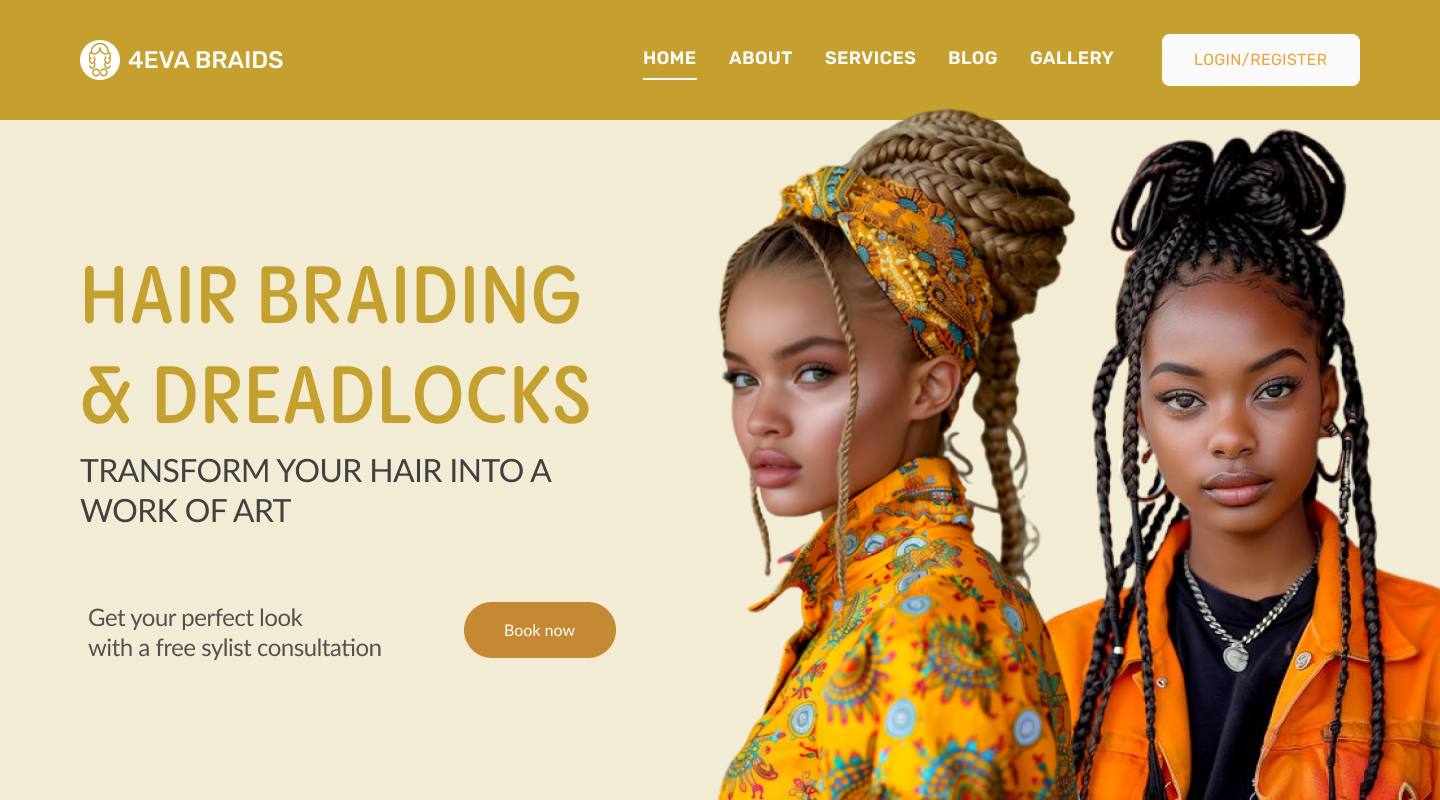 4EVA BRAIDS
HOME ABOUT SERVICES BLOG GALLERY LOGIN/REGISTER
HAIR BRAIDING
& DREADLOCKS
TRANSFORM YOUR HAIR INTO A
WORK OF ART
Get your perfect look
with a free sylist consultation
Book now